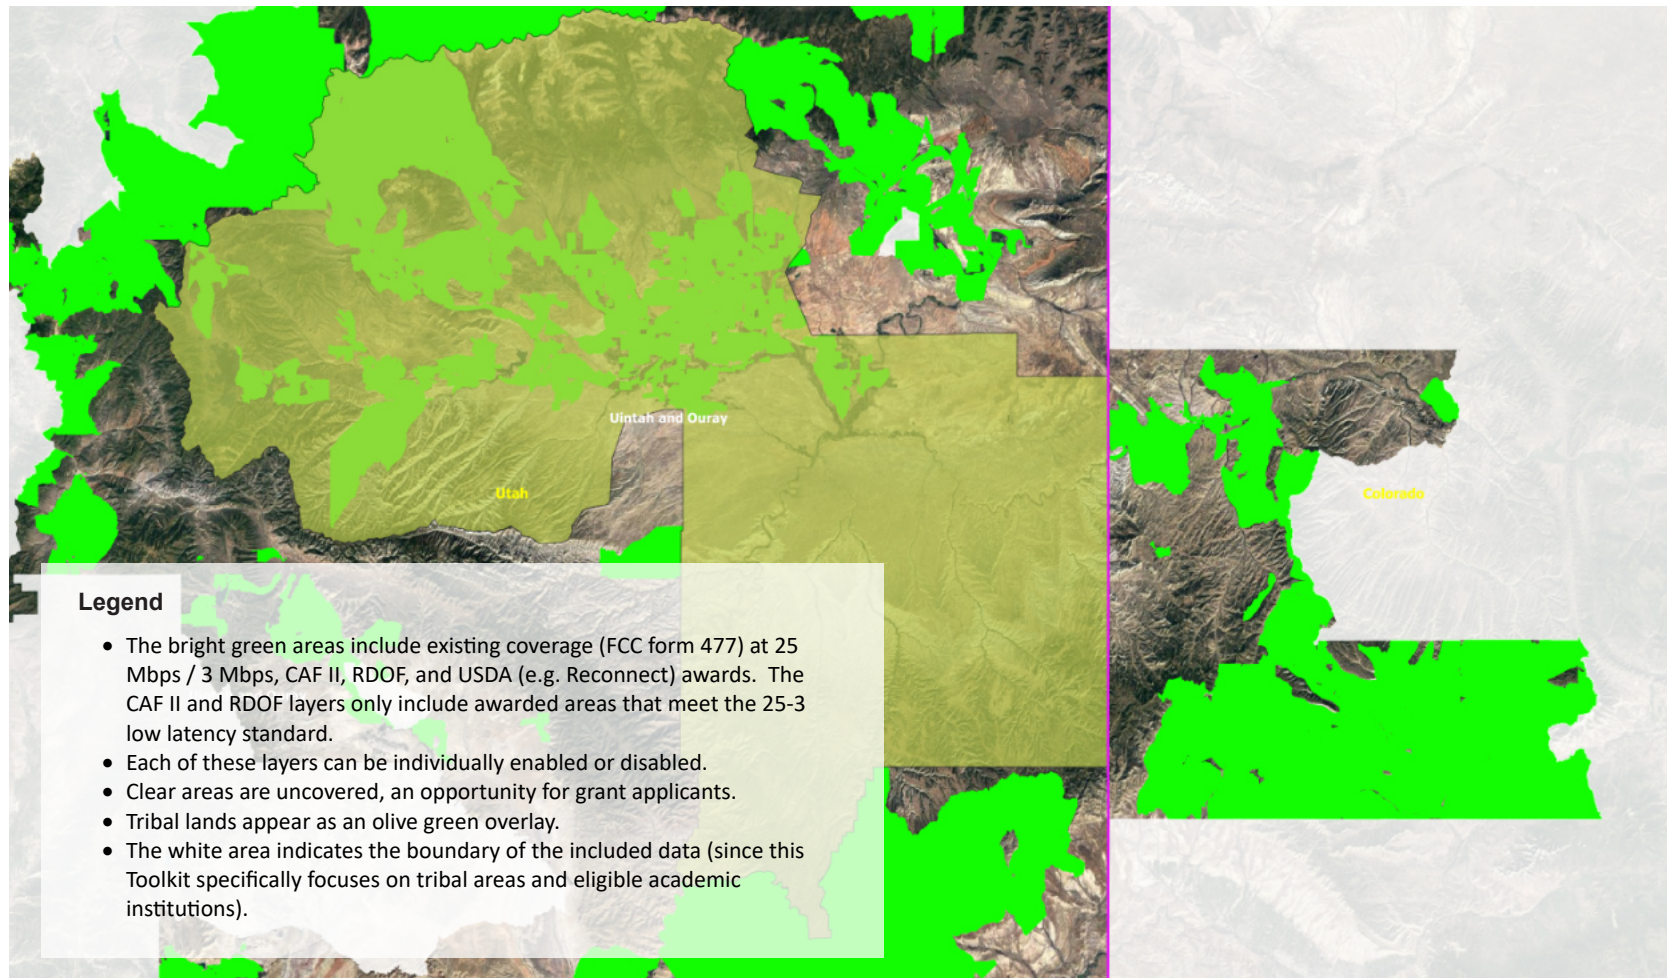 Uintah and Ouray
Utah
Colorado
Legend
• The bright green areas include existing coverage (FCC form 477) at 25
Mbps / 3 Mbps, CAF II, RDOF, and USDA (e.g. Reconnect) awards. The
CAF II and RDOF layers only include awarded areas that meet the 25-3
low latency standard.
• Each of these layers can be individually enabled or disabled.
• Clear areas are uncovered, an opportunity for grant applicants.
• Tribal lands appear as an olive green overlay.
• The white area indicates the boundary of the included data (since this
Toolkit specifically focuses on tribal areas and eligible academic
institutions).